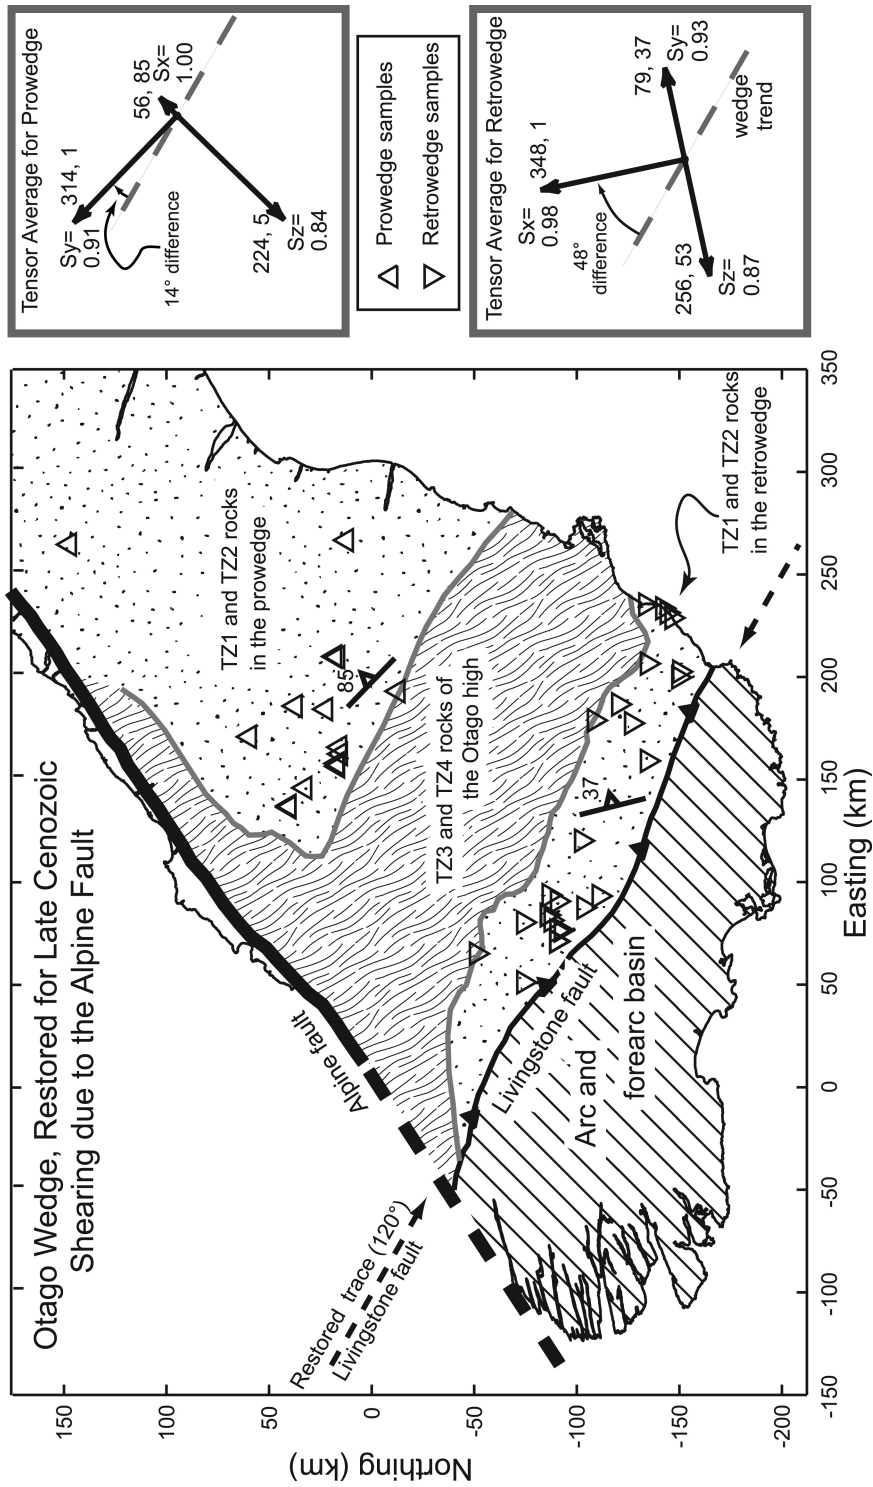 Otago Wedge, Restored for Late Cenozoic
Shearing due to the Alpine Fault
Northing (km)
150
100
50
0
-50
-100
-150
-200
-150
-100
-50
0
50
100
150
200
250
300
350
Easting (km)
Restored trace (120°)
Livingstone fault
Alpine fault
Livingstone fault
Arc and
forearc basin
TZ3 and TZ4 rocks of
the Otago high
TZ1 and TZ2 rocks
in the prowedge
85
37
TZ1 and TZ2 rocks
in the retrowedge
Tensor Average for Prowedge
Sy=
0.91
314, 1
56, 85
Sx=
1.00
14° difference
224, 5
Sz=
0.84
Prowedge samples
Retrowedge samples
Tensor Average for Retrowedge
Sx=
0.98
348, 1
79, 37
Sy=
0.93
48°
difference
256, 53
Sz=
0.87
wedge
trend